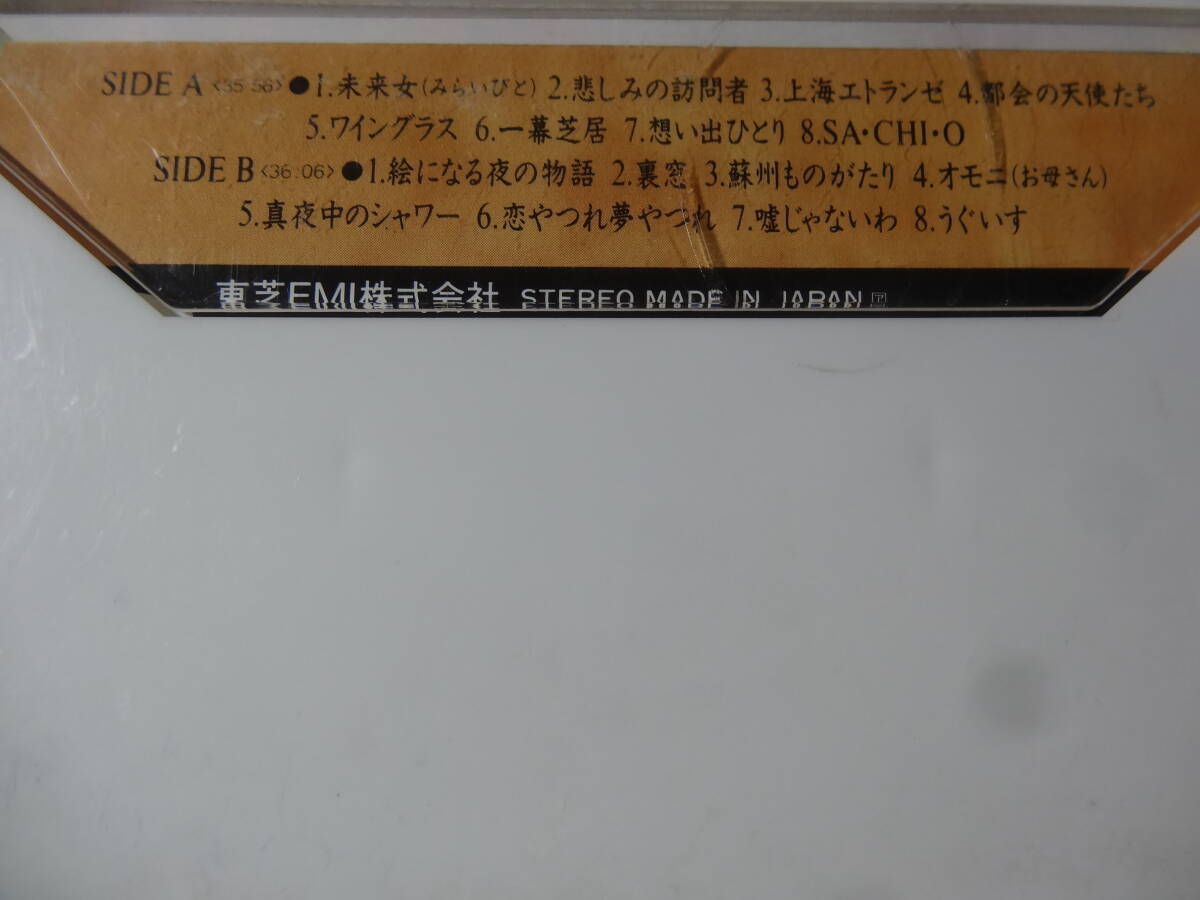 SIDE A <35:56> ●1.未来女(みらいびと) 2.悲しみの訪問者 3.上海エトランゼ 4.都会の天使たち
5.ワイングラス 6.一幕芝居 7.想い出ひとり 8.SA・CHI・O
SIDE B <36:06> ●1.絵になる夜の物語 2.裏窓 3.蘇州ものがたり 4.オモニ(お母さん)
5.真夜中のシャワー 6.恋やつれ夢やつれ 7.嘘じゃないわ 8.うぐいす
東芝EMI株式会社 STEREO MADE IN JAPAN ア